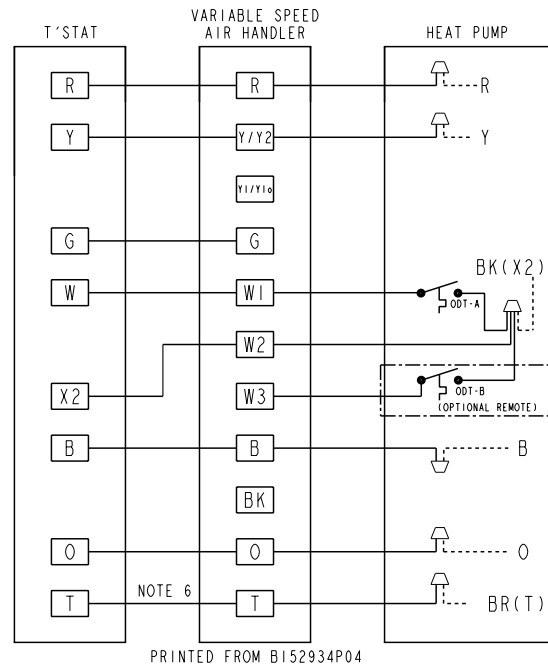 T'STAT
VARIABLE SPEED
AIR HANDLER
HEAT PUMP
R R R
Y Y/Y2 Y
Y1/Y1o
G G
BK(X2)
W W1
ODT-A
W2
X2 W3
ODT-B
(OPTIONAL REMOTE)
B B B
BK
O O O
T NOTE 6 T BR(T)
PRINTED FROM B152934P04